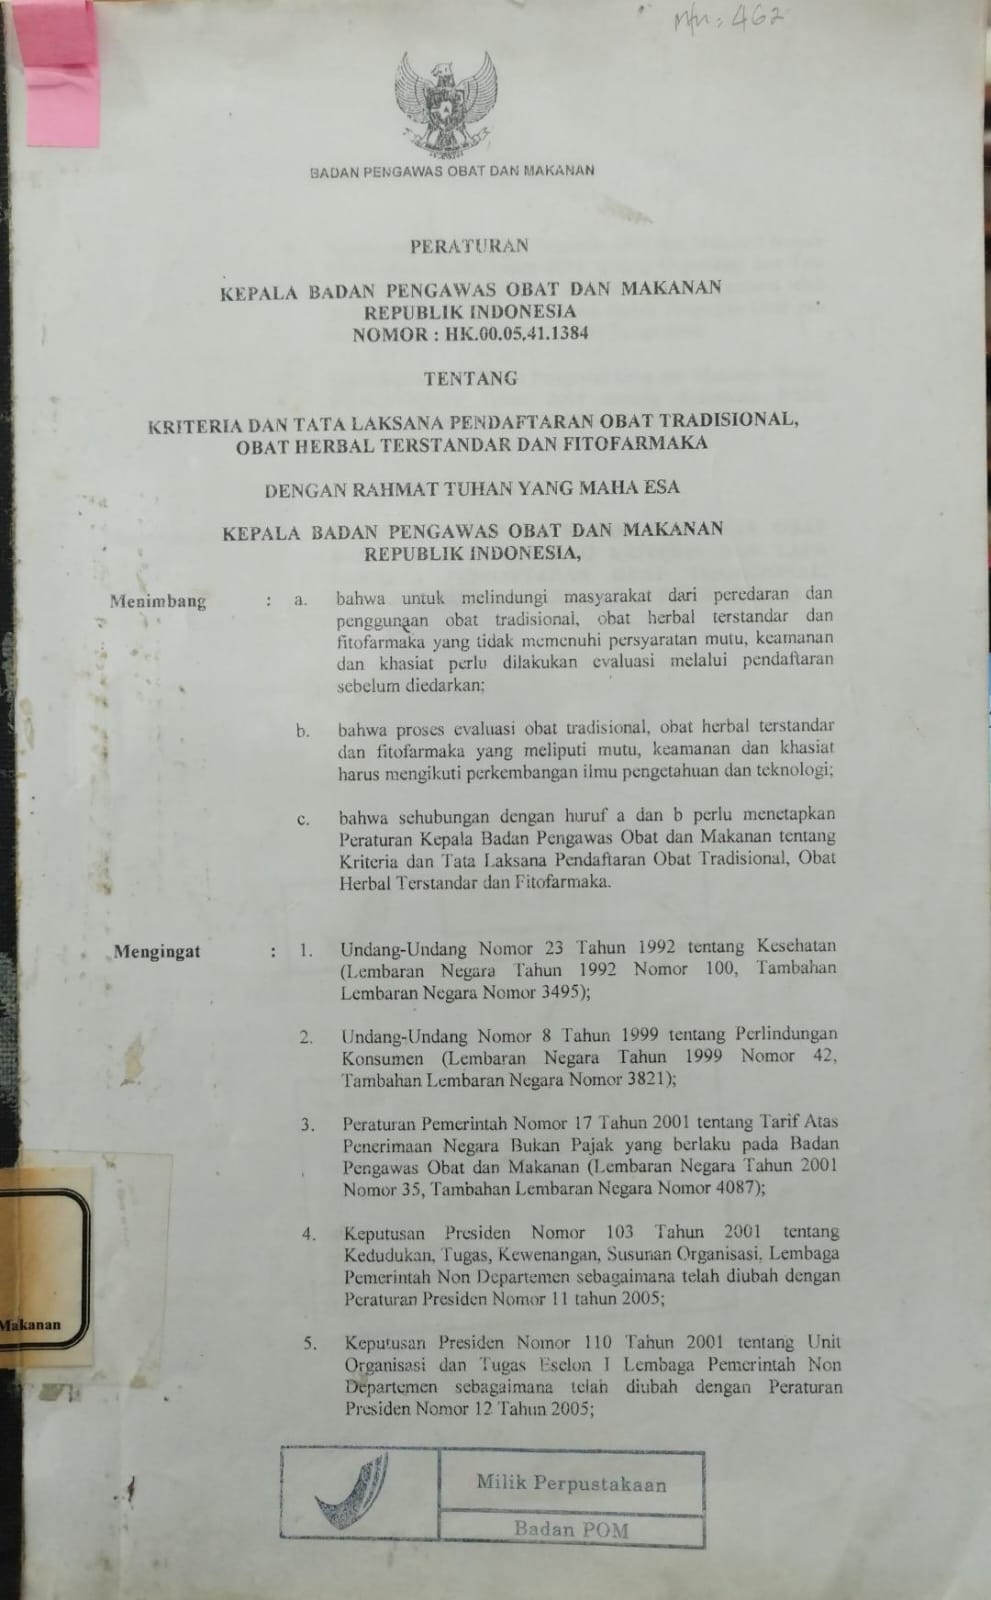 M/N : 462
BADAN PENGAWAS OBAT DAN MAKANAN
PERATURAN
KEPALA BADAN PENGAWAS OBAT DAN MAKANAN
REPUBLIK INDONESIA
NOMOR : HK.00.05.41.1384
TENTANG
KRITERIA DAN TATA LAKSANA PENDAFTARAN OBAT TRADISIONAL,
OBAT HERBAL TERSTANDAR DAN FITOFARMAKA
DENGAN RAHMAT TUHAN YANG MAHA ESA
KEPALA BADAN PENGAWAS OBAT DAN MAKANAN
REPUBLIK INDONESIA,
Menimbang : a. bahwa untuk melindungi masyarakat dari peredaran dan
penggunaan obat tradisional, obat herbal terstandar dan
fitofarmaka yang tidak memenuhi persyaratan mutu, keamanan
dan khasiat perlu dilakukan evaluasi melalui pendaftaran
sebelum diedarkan;
b. bahwa proses evaluasi obat tradisional, obat herbal terstandar
dan fitofarmaka yang meliputi mutu, keamanan dan khasiat
harus mengikuti perkembangan ilmu pengetahuan dan teknologi;
c. bahwa sehubungan dengan huruf a dan b perlu menetapkan
Peraturan Kepala Badan Pengawas Obat dan Makanan tentang
Kriteria dan Tata Laksana Pendaftaran Obat Tradisional, Obat
Herbal Terstandar dan Fitofarmaka.
Mengingat : 1. Undang-Undang Nomor 23 Tahun 1992 tentang Kesehatan
(Lembaran Negara Tahun 1992 Nomor 100, Tambahan
Lembaran Negara Nomor 3495);
2. Undang-Undang Nomor 8 Tahun 1999 tentang Perlindungan
Konsumen (Lembaran Negara Tahun 1999 Nomor 42,
Tambahan Lembaran Negara Nomor 3821);
3. Peraturan Pemerintah Nomor 17 Tahun 2001 tentang Tarif Atas
Penerimaan Negara Bukan Pajak yang berlaku pada Badan
Pengawas Obat dan Makanan (Lembaran Negara Tahun 2001
Nomor 35, Tambahan Lembaran Negara Nomor 4087);
4. Keputusan Presiden Nomor 103 Tahun 2001 tentang
Kedudukan, Tugas, Kewenangan, Susunan Organisasi, Lembaga
Pemerintah Non Departemen sebagaimana telah diubah dengan
Peraturan Presiden Nomor 11 tahun 2005;
Makanan
5. Keputusan Presiden Nomor 110 Tahun 2001 tentang Unit
Organisasi dan Tugas Eselon I Lembaga Pemerintah Non
Departemen sebagaimana telah diubah dengan Peraturan
Presiden Nomor 12 Tahun 2005;
Milik Perpustakaan
Badan POM